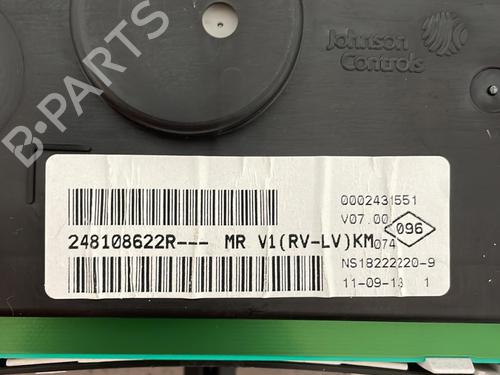 B-PARTS
Johnson
Controls
0002431551
V07.00
096
248108622R--- MR V1(RV-LV)KM
074
NS18222220-9
11-09-13 1